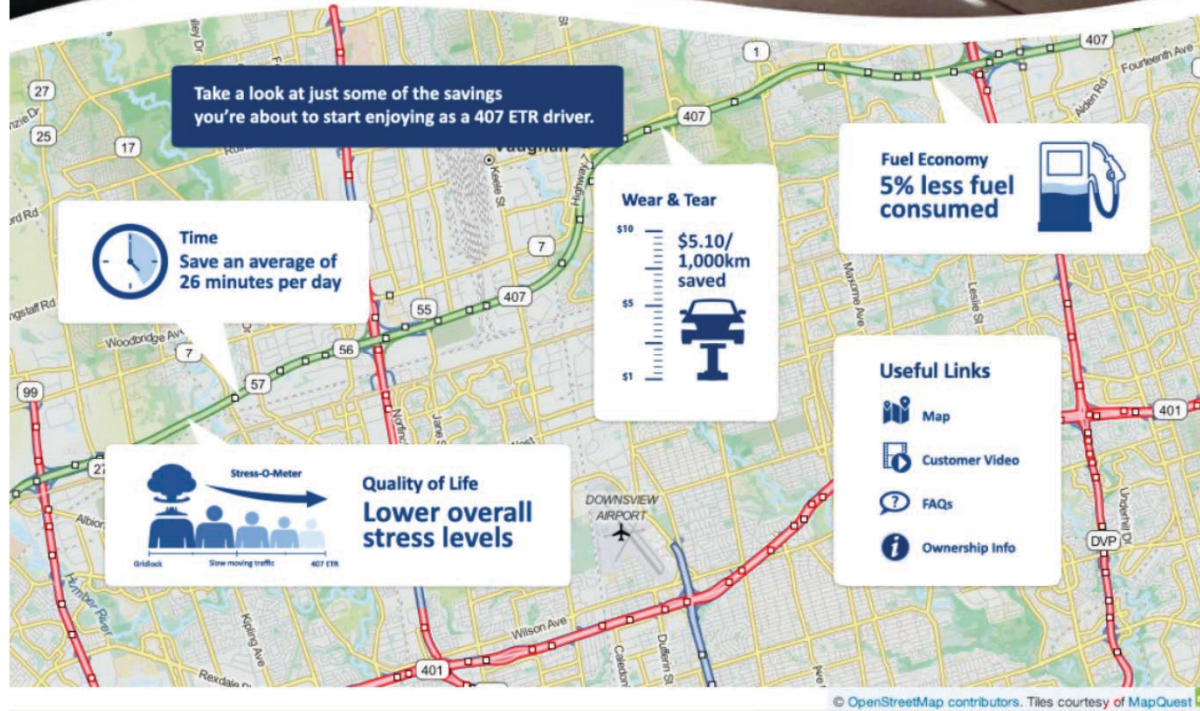 Take a look at just some of the savings
you're about to start enjoying as a 407 ETR driver.
Time
Save an average of
26 minutes per day
Wear & Tear
$10
$5
$1
$5.10/
1,000km
saved
Fuel Economy
5% less fuel
consumed
Stress-O-Meter
Gridlock
Slow moving traffic
407 ETR
Quality of Life
Lower overall
stress levels
Useful Links
Map
Customer Video
FAQs
Ownership Info
27
25
17
1
407
Fourteenth Ave
Alden Rd
407
Highway 7
Keele St
7
407
55
56
57
7
Woodbridge Ave
99
Maxome Ave
Leslie St
401
DOWNSVIEW
AIRPORT
DVP
Underhill Dr
Humber River
Kipling Ave
Wilson Ave
401
Dufferin St
Jane
© OpenStreetMap contributors. Tiles courtesy of MapQuest